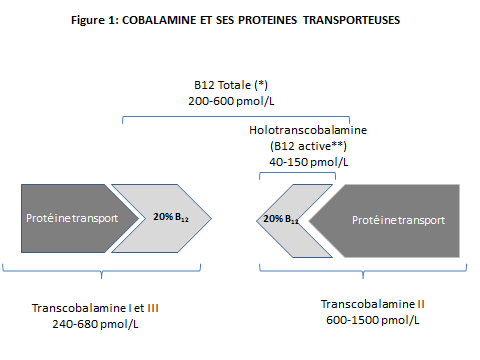 Figure 1: COBALAMINE ET SES PROTEINES TRANSPORTEUSES
B12 Totale (*)
200-600 pmol/L
Holotranscobalamine
(B12 active**)
40-150 pmol/L
Protéine transport
20% B12
20% B12
Protéine transport
Transcobalamine I et III
240-680 pmol/L
Transcobalamine II
600-1500 pmol/L